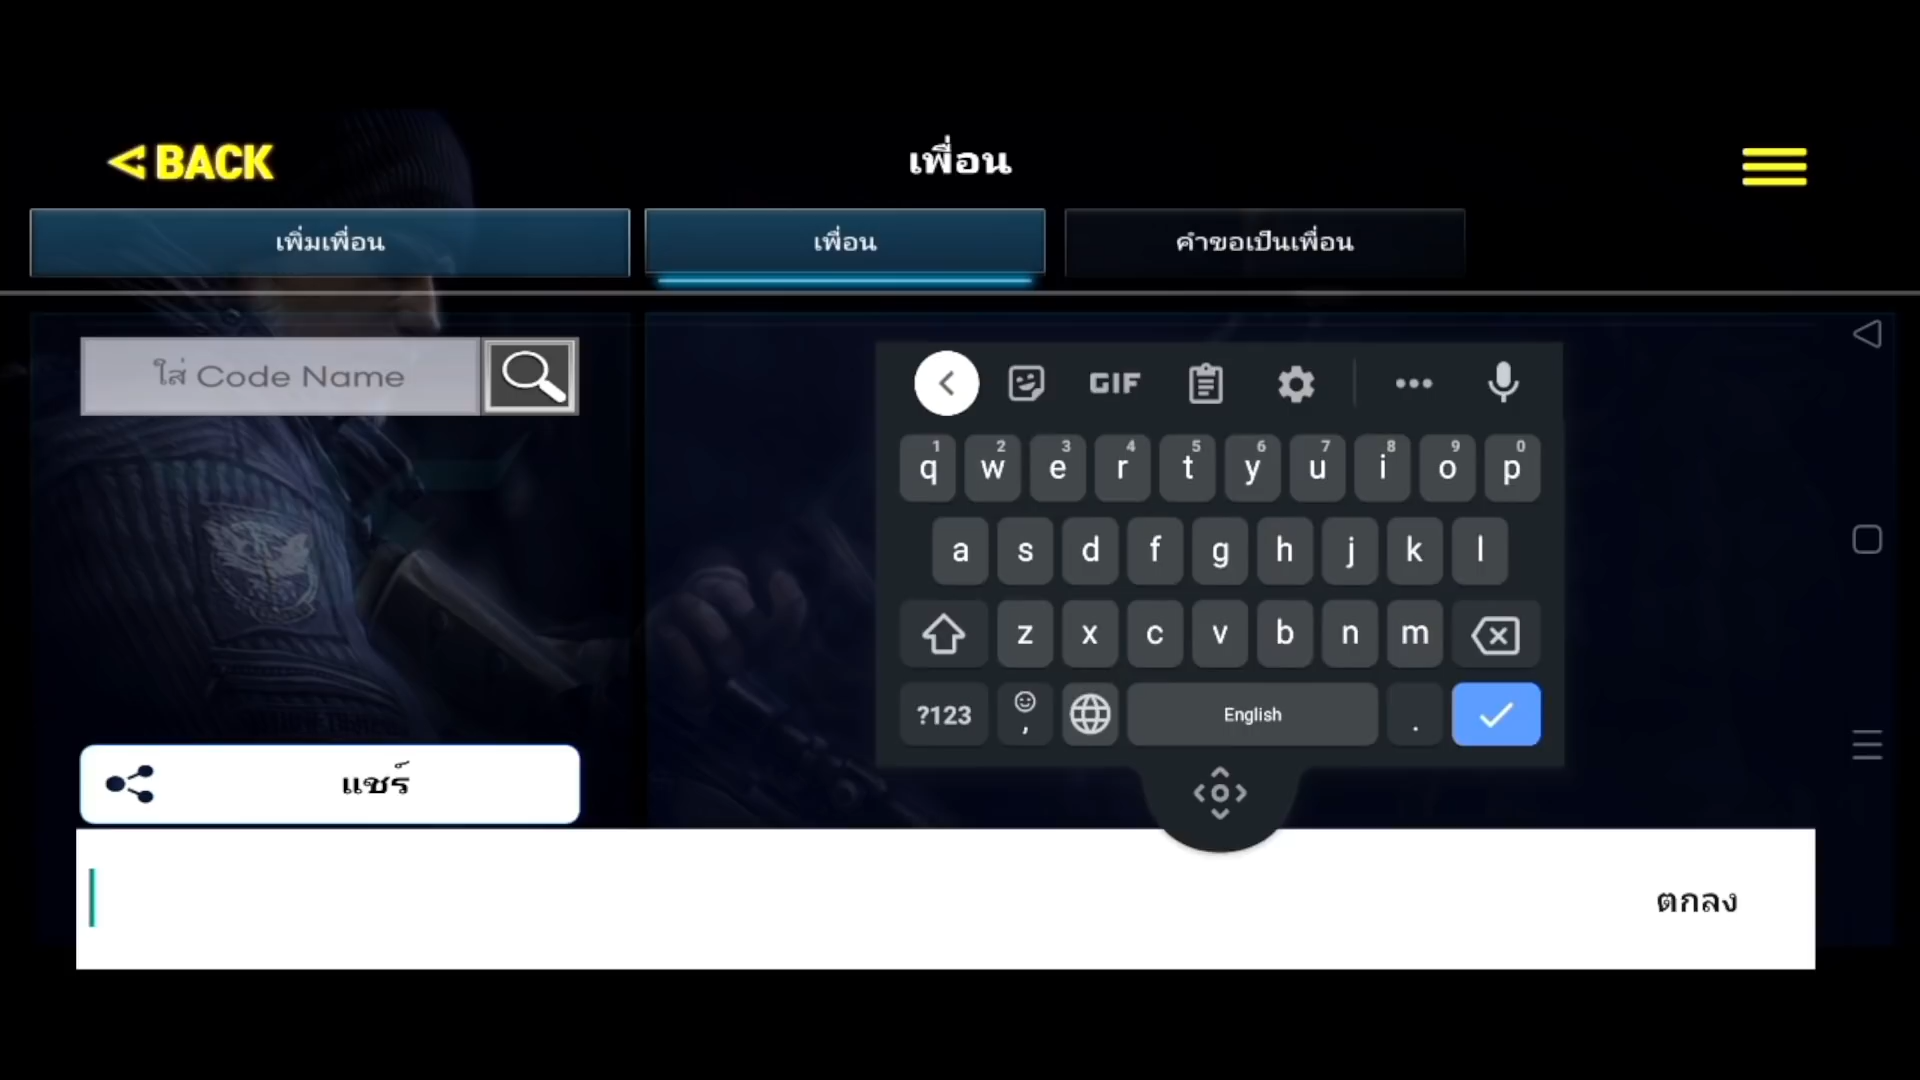 BACK
เพื่อน
เพิ่มเพื่อน
เพื่อน
คำขอเป็นเพื่อน
ใส่ Code Name
GIF
1 2 3 4 5 6 7 8 9 0
q w e r t y u i o p
a s d f g h j k l
z x c v b n m
?123 , English .
แชร์
ตกลง